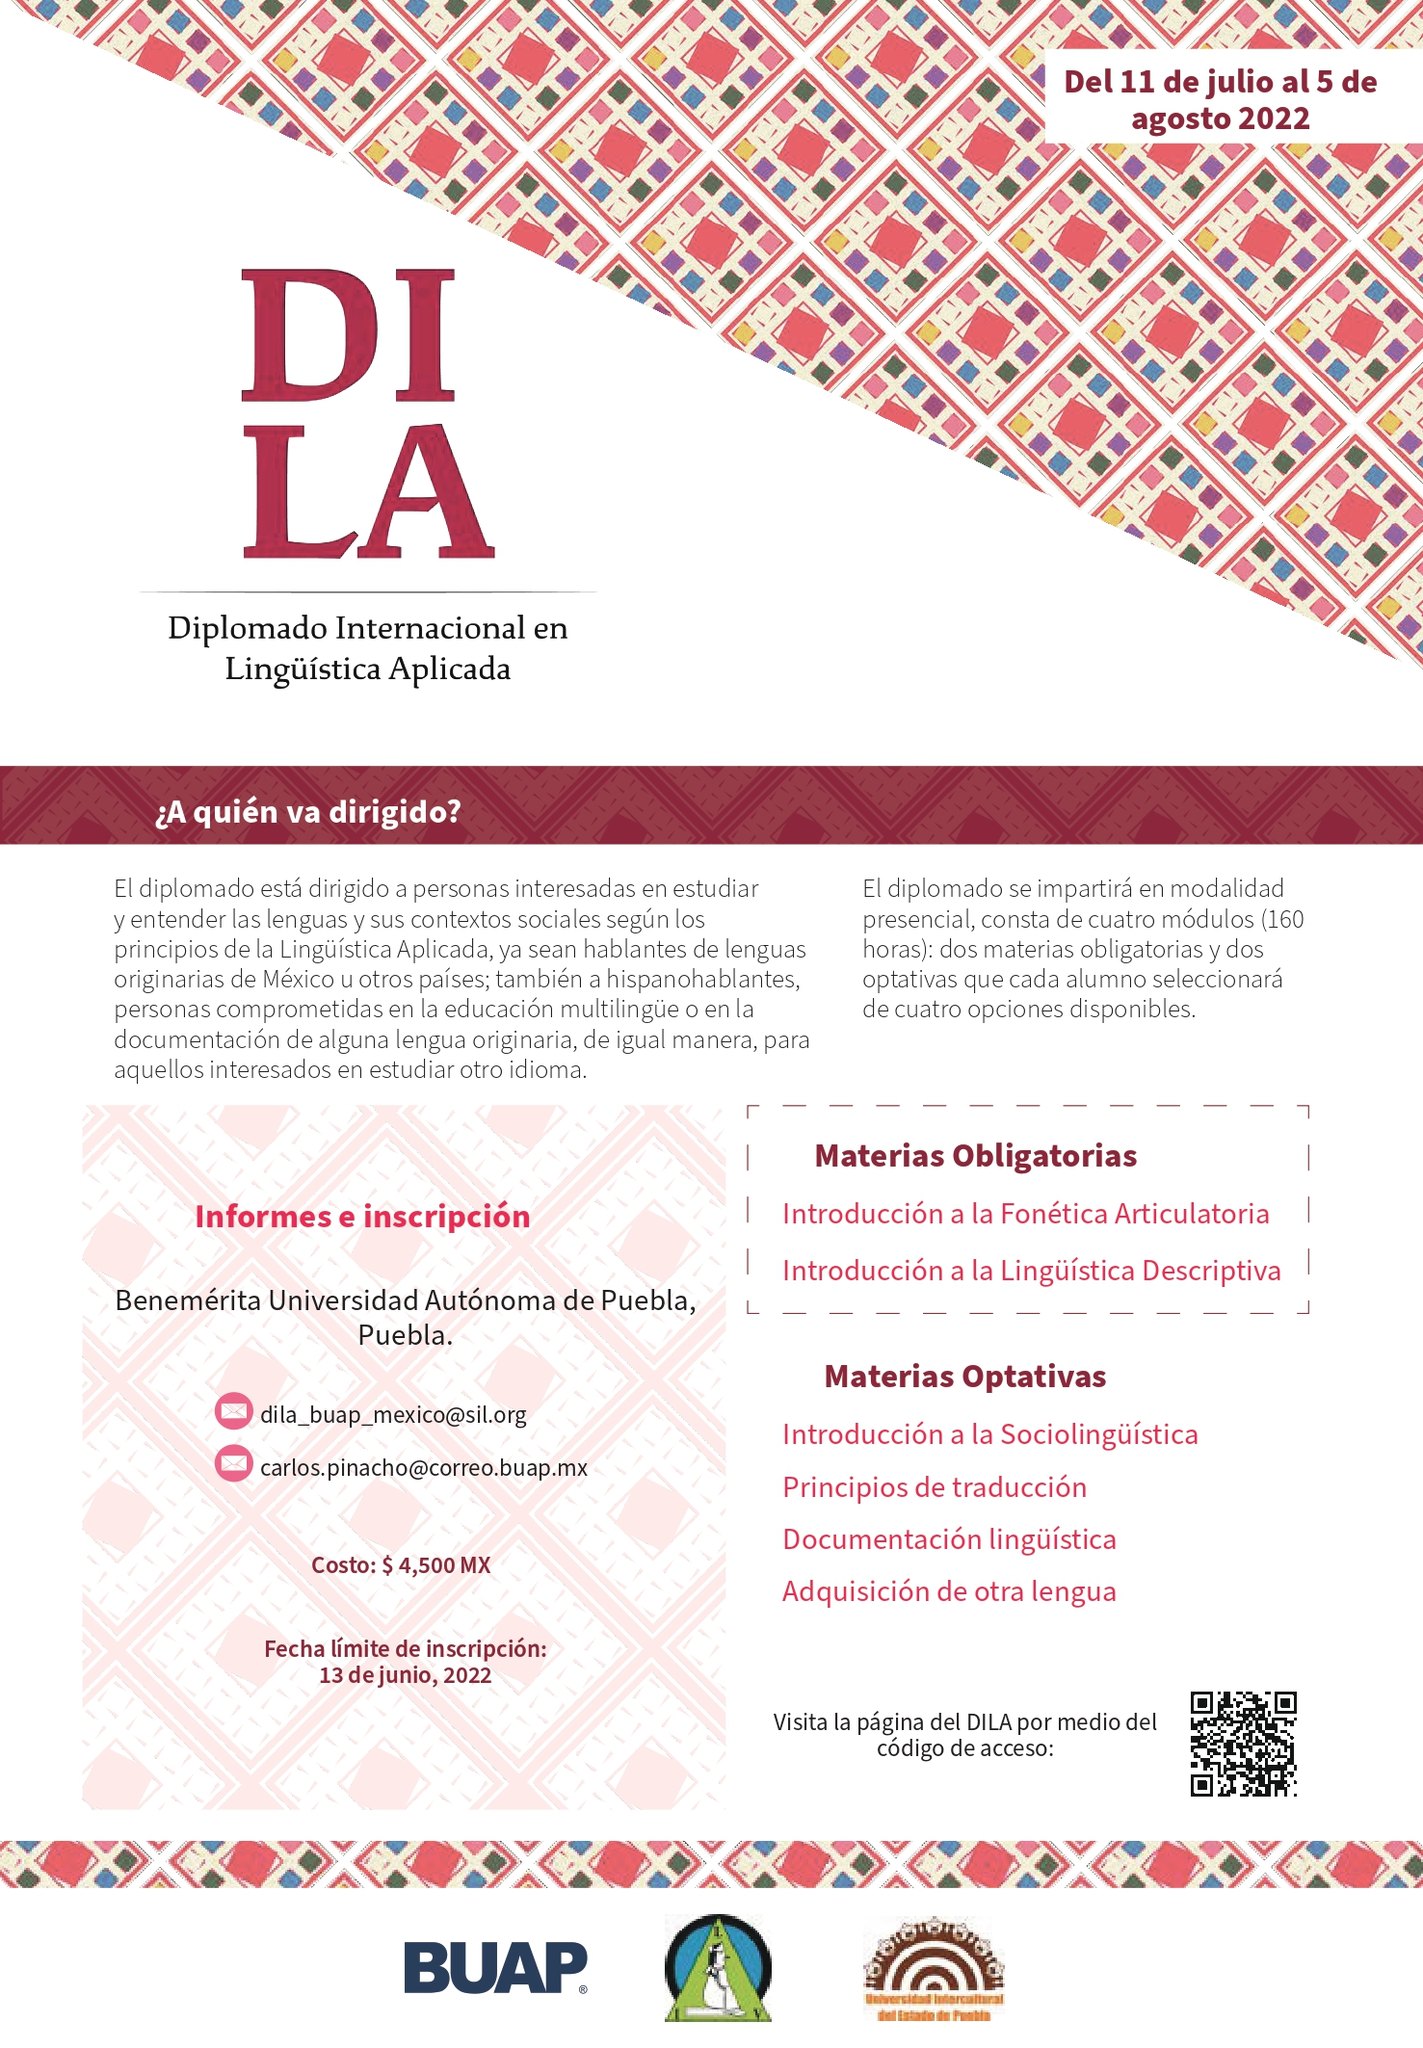 Del 11 de julio al 5 de
agosto 2022
DI
LA
Diplomado Internacional en
Lingüística Aplicada
¿A quién va dirigido?
El diplomado está dirigido a personas interesadas en estudiar
y entender las lenguas y sus contextos sociales según los
principios de la Lingüística Aplicada, ya sean hablantes de lenguas
originarias de México u otros países; también a hispanohablantes,
personas comprometidas en la educación multilingüe o en la
documentación de alguna lengua originaria, de igual manera, para
aquellos interesados en estudiar otro idioma.
El diplomado se impartirá en modalidad
presencial, consta de cuatro módulos (160
horas): dos materias obligatorias y dos
optativas que cada alumno seleccionará
de cuatro opciones disponibles.
Informes e inscripción
Benemérita Universidad Autónoma de Puebla,
Puebla.
dila_buap_mexico@sil.org
carlos.pinacho@correo.buap.mx
Costo: $ 4,500 MX
Fecha límite de inscripción:
13 de junio, 2022
Materias Obligatorias
Introducción a la Fonética Articulatoria
Introducción a la Lingüística Descriptiva
Materias Optativas
Introducción a la Sociolingüística
Principios de traducción
Documentación lingüística
Adquisición de otra lengua
Visita la página del DILA por medio del
código de acceso:
BUAP®
Universidad Intercultural
del Estado de Puebla